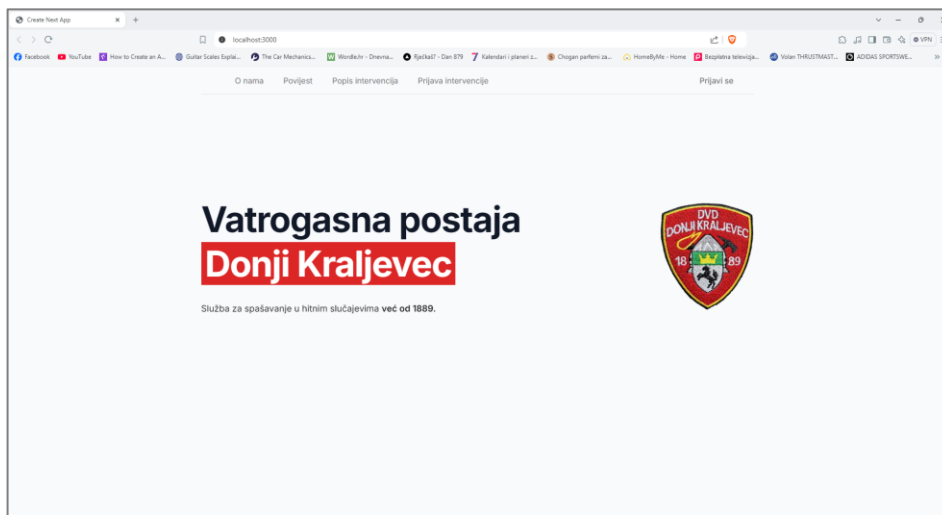 Create Next App
localhost:3000
VPN
Facebook YouTube How to Create an A... Guitar Scales Explai... The Car Mechanics... Wordle.hr - Dnevna... Riječkaš? - Dan 879 Kalendari i planeri z... Chogan parfemi za... HomeByMe - Home Besplatna televizija... Volan THRUSTMAST... ADIDAS SPORTSWE...
O nama Povijest Popis intervencija Prijava intervencije Prijavi se
Vatrogasna postaja
Donji Kraljevec
DVD
DONJI KRALJEVEC
18 89
Služba za spašavanje u hitnim slučajevima već od 1889.